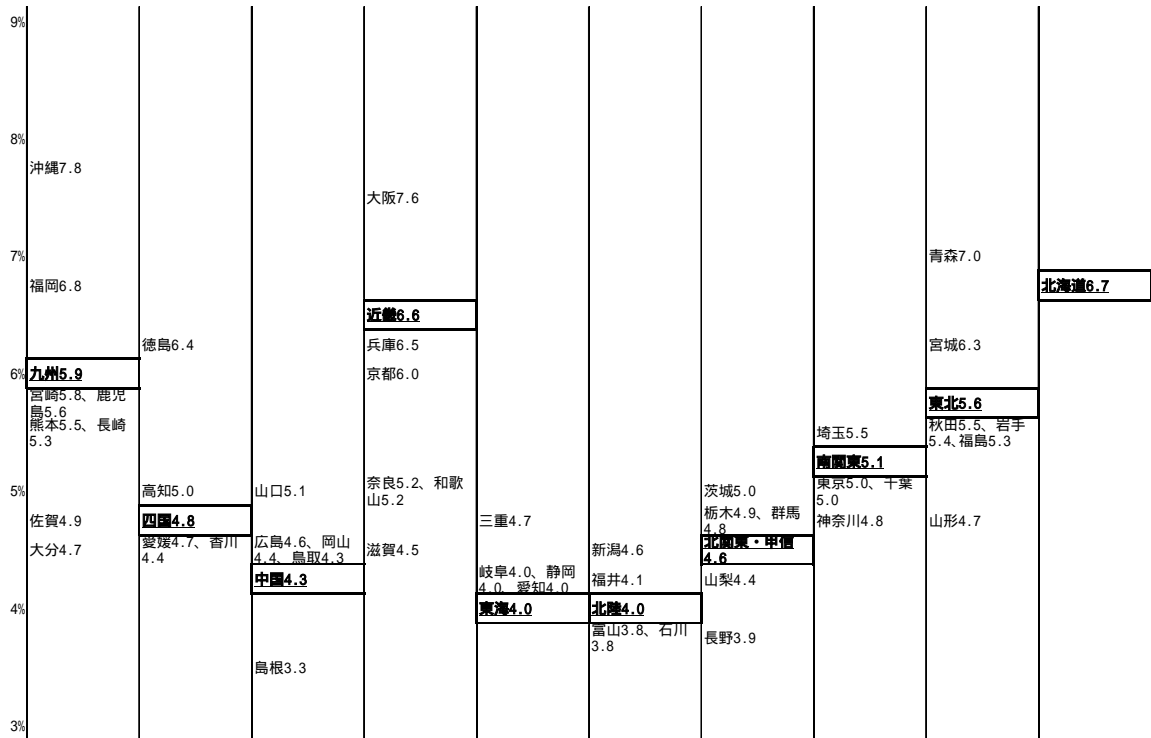 9%
8%
7%
6%
5%
4%
3%
沖縄7.8
福岡6.8
九州5.9
宮崎5.8、鹿児
島5.6
熊本5.5、長崎
5.3
佐賀4.9
大分4.7
徳島6.4
高知5.0
四国4.8
愛媛4.7、香川
4.4
山口5.1
広島4.6、岡山
4.4、鳥取4.3
中国4.3
島根3.3
大阪7.6
近畿6.6
兵庫6.5
京都6.0
奈良5.2、和歌
山5.2
滋賀4.5
三重4.7
岐阜4.0、静岡
4.0、愛知4.0
東海4.0
新潟4.6
福井4.1
北陸4.0
富山3.8、石川
3.8
茨城5.0
栃木4.9、群馬
4.8
北関東・甲信
4.6
山梨4.4
長野3.9
埼玉5.5
南関東5.1
東京5.0、千葉
5.0
神奈川4.8
青森7.0
宮城6.3
東北5.6
秋田5.5、岩手
5.4、福島5.3
山形4.7
北海道6.7